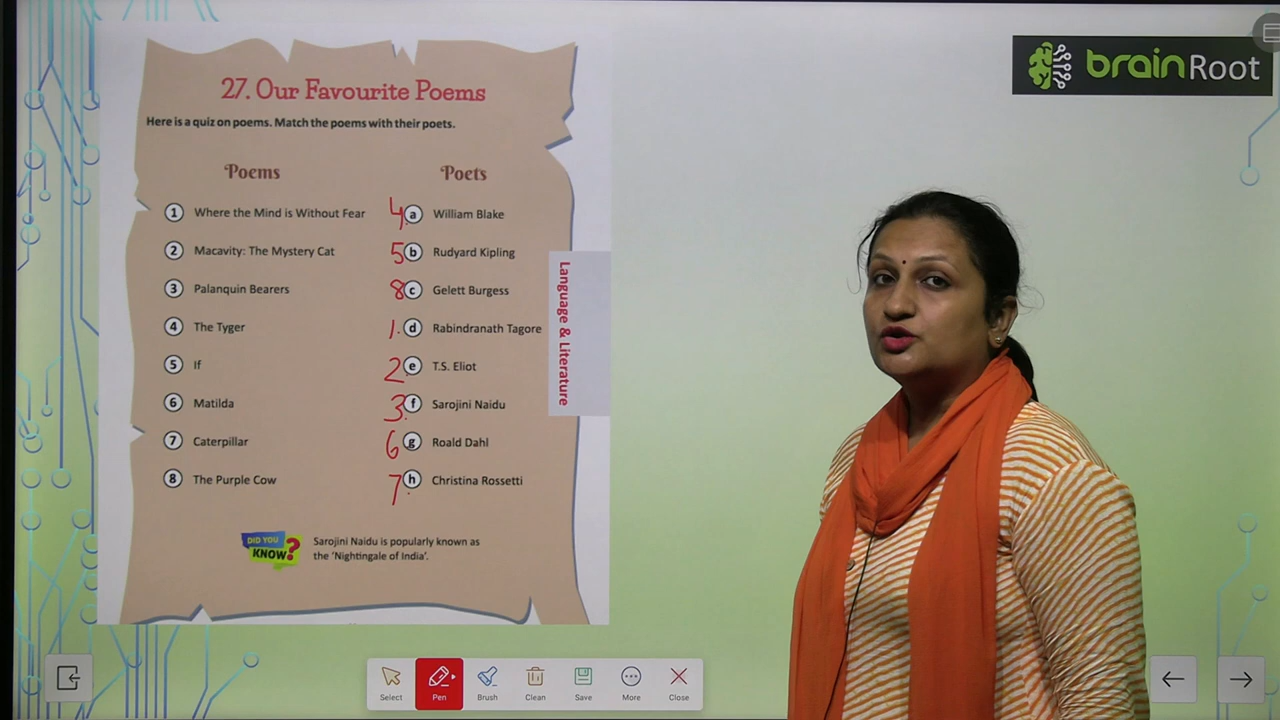 brainRoot
27. Our Favourite Poems
Here is a quiz on poems. Match the poems with their poets.
Poems Poets
1 Where the Mind is Without Fear 4. a William Blake
2 Macavity: The Mystery Cat 5 b Rudyard Kipling
3 Palanquin Bearers 8 c Gelett Burgess
4 The Tyger 1. d Rabindranath Tagore
5 If 2. e T.S. Eliot
6 Matilda 3. f Sarojini Naidu
7 Caterpillar 6 g Roald Dahl
8 The Purple Cow 7. h Christina Rossetti
Language & Literature
DID YOU
KNOW?
Sarojini Naidu is popularly known as
the 'Nightingale of India'.
Select Pen Brush Clean Save More Close